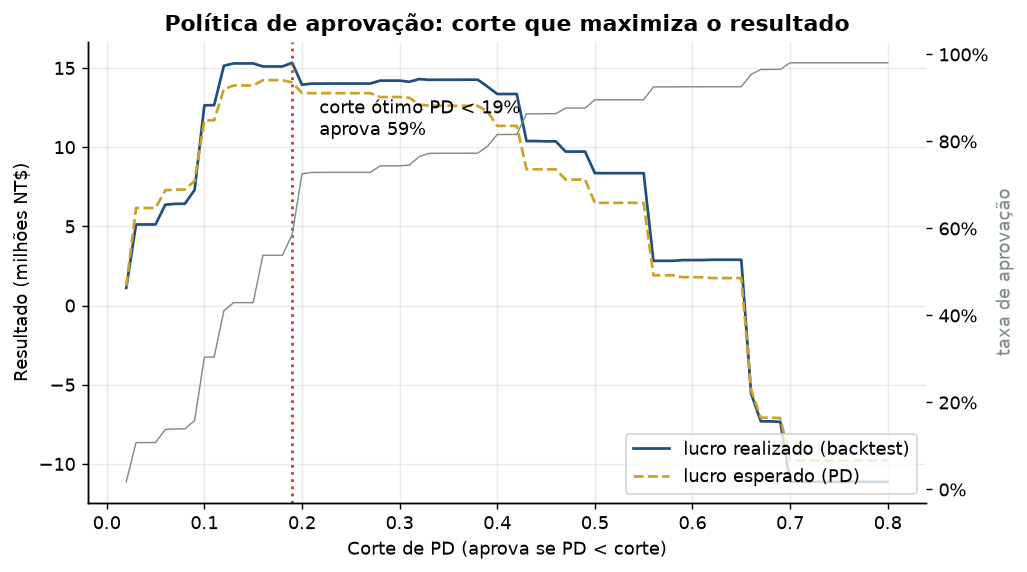 Política de aprovação: corte que maximiza o resultado
Resultado (milhões NT$)
15
10
5
0
−5
−10
corte ótimo PD < 19%
aprova 59%
100%
80%
60%
40%
20%
0%
taxa de aprovação
lucro realizado (backtest)
lucro esperado (PD)
0.0 0.1 0.2 0.3 0.4 0.5 0.6 0.7 0.8
Corte de PD (aprova se PD < corte)